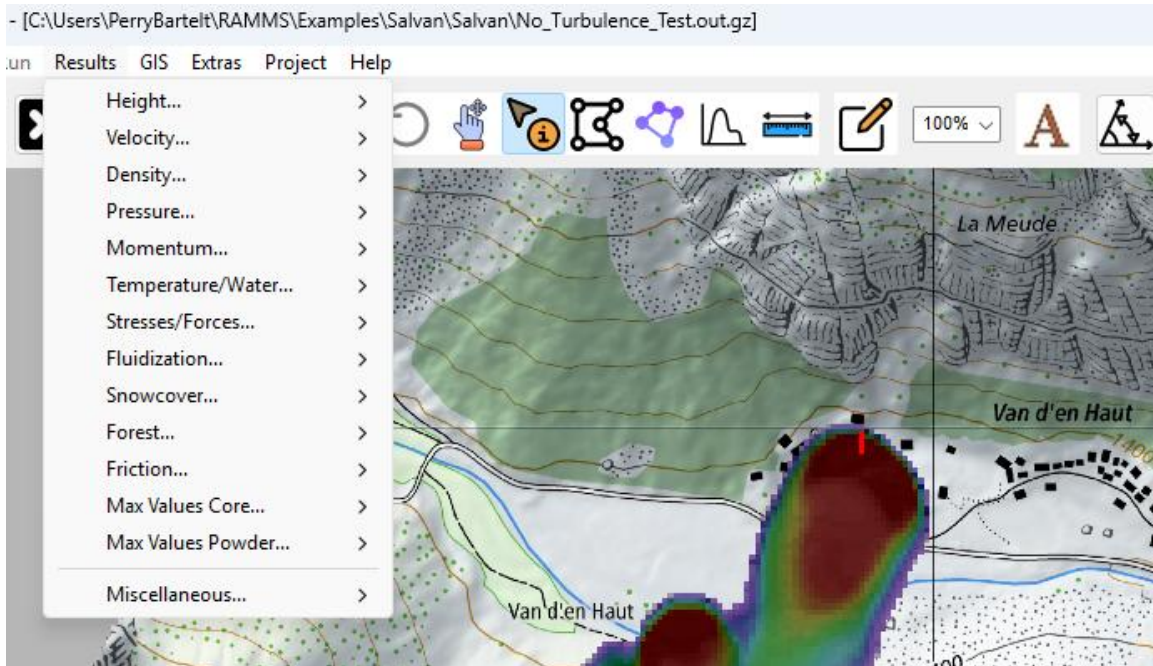 - [C:\Users\PerryBartelt\RAMMS\Examples\Salvan\Salvan\No_Turbulence_Test.out.gz]
Results GIS Extras Project Help
Height...
Velocity...
Density...
Pressure...
Momentum...
Temperature/Water...
Stresses/Forces...
Fluidization...
Snowcover...
Forest...
Friction...
Max Values Core...
Max Values Powder...
Miscellaneous...
100%
A
La Meude
Van d'en Haut
1400
Van d'en Haut